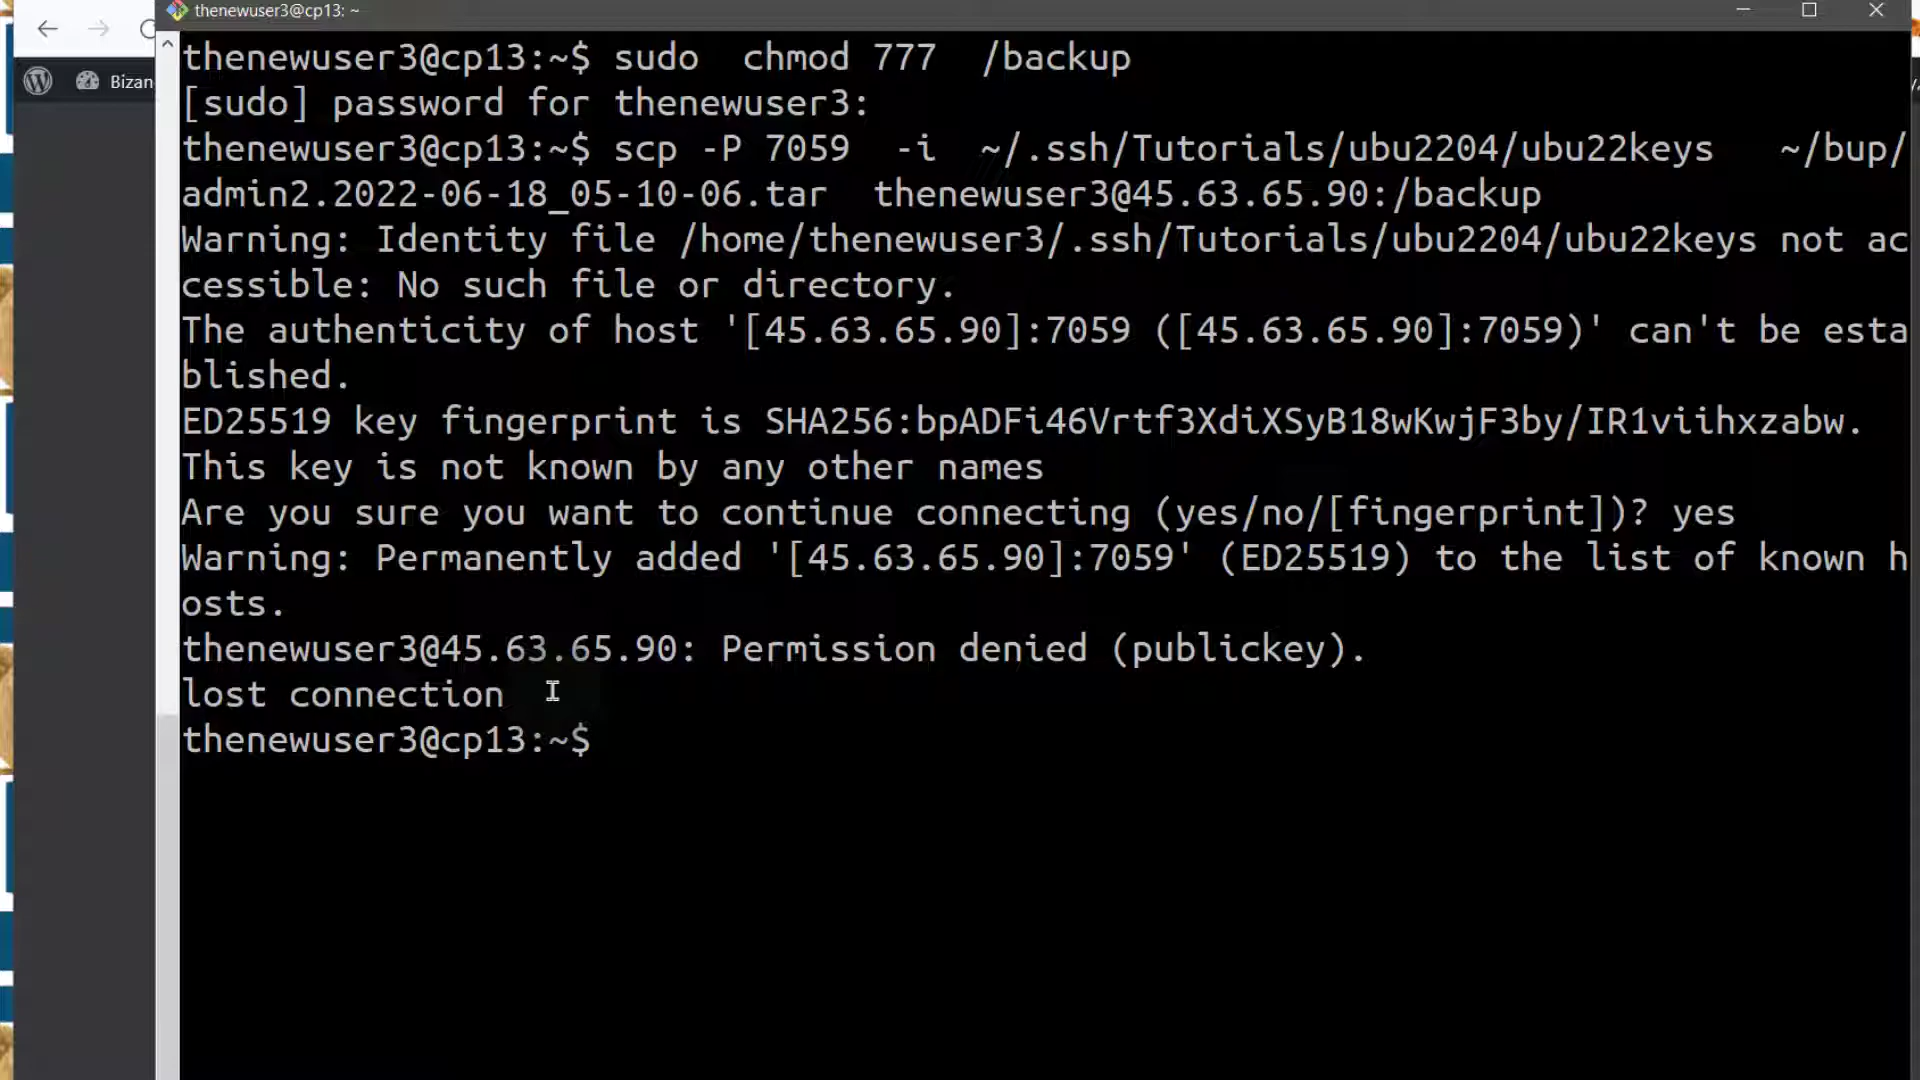 thenewuser3@cp13: ~
Bizan
thenewuser3@cp13:~$ sudo  chmod 777  /backup
[sudo] password for thenewuser3:
thenewuser3@cp13:~$ scp -P 7059  -i  ~/.ssh/Tutorials/ubu2204/ubu22keys   ~/bup/
admin2.2022-06-18_05-10-06.tar  thenewuser3@45.63.65.90:/backup
Warning: Identity file /home/thenewuser3/.ssh/Tutorials/ubu2204/ubu22keys not ac
cessible: No such file or directory.
The authenticity of host '[45.63.65.90]:7059 ([45.63.65.90]:7059)' can't be esta
blished.
ED25519 key fingerprint is SHA256:bpADFi46Vrtf3XdiXSyB18wKwjF3by/IR1viihxzabw.
This key is not known by any other names
Are you sure you want to continue connecting (yes/no/[fingerprint])? yes
Warning: Permanently added '[45.63.65.90]:7059' (ED25519) to the list of known h
osts.
thenewuser3@45.63.65.90: Permission denied (publickey).
lost connection
thenewuser3@cp13:~$